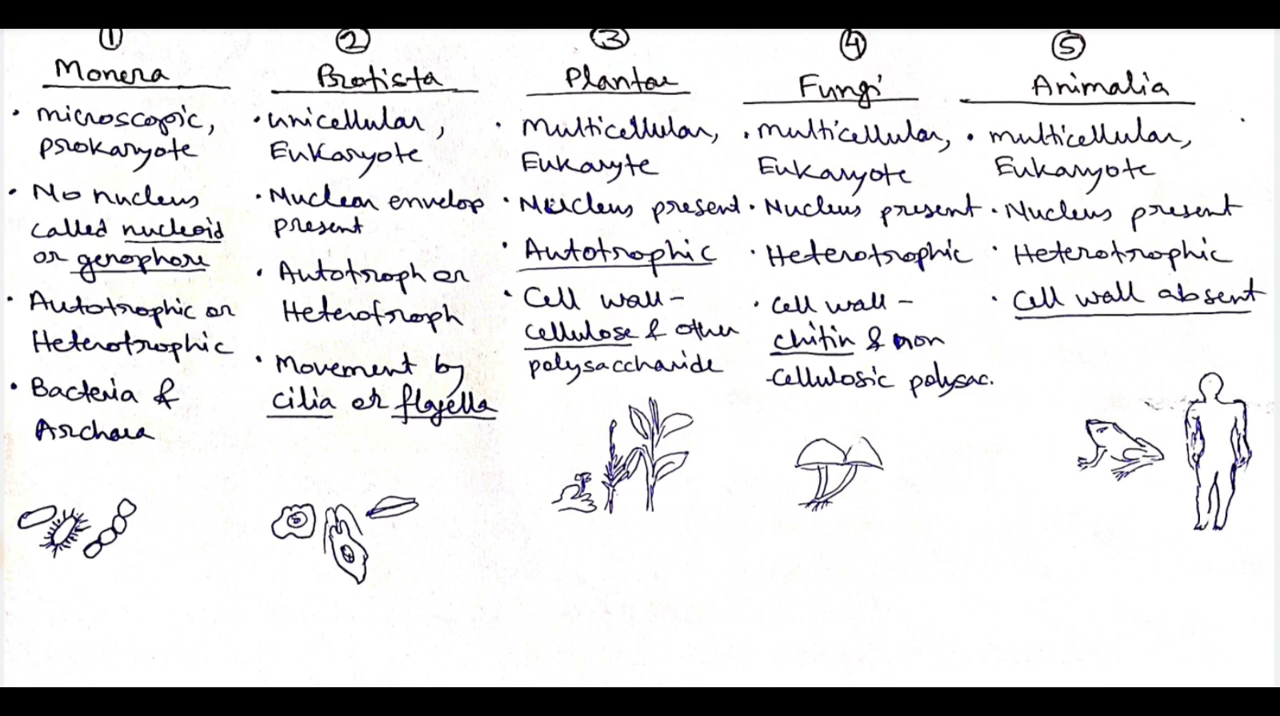 ①
Monera
• microscopic,
prokaryote
• No nucleus
called nucleoid
or genophore
• Autotrophic or
Heterotrophic
• Bacteria &
Archaea
②
Protista
• unicellular,
Eukaryote
• Nuclear envelop
present
• Autotroph or
Heterotroph
• Movement by
cilia or flagella
③
Plantae
• Multicellular,
Eukaryte
• Nucleus present
• Autotrophic
• Cell wall -
cellulose & other
polysaccharide
④
Fungi
• multicellular,
Eukaryote
• Nucleus present
• Heterotrophic
• Cell wall -
chitin & non
-cellulosic polysac.
⑤
Animalia
• multicellular,
Eukaryote
• Nucleus present
• Heterotrophic
• Cell wall absent